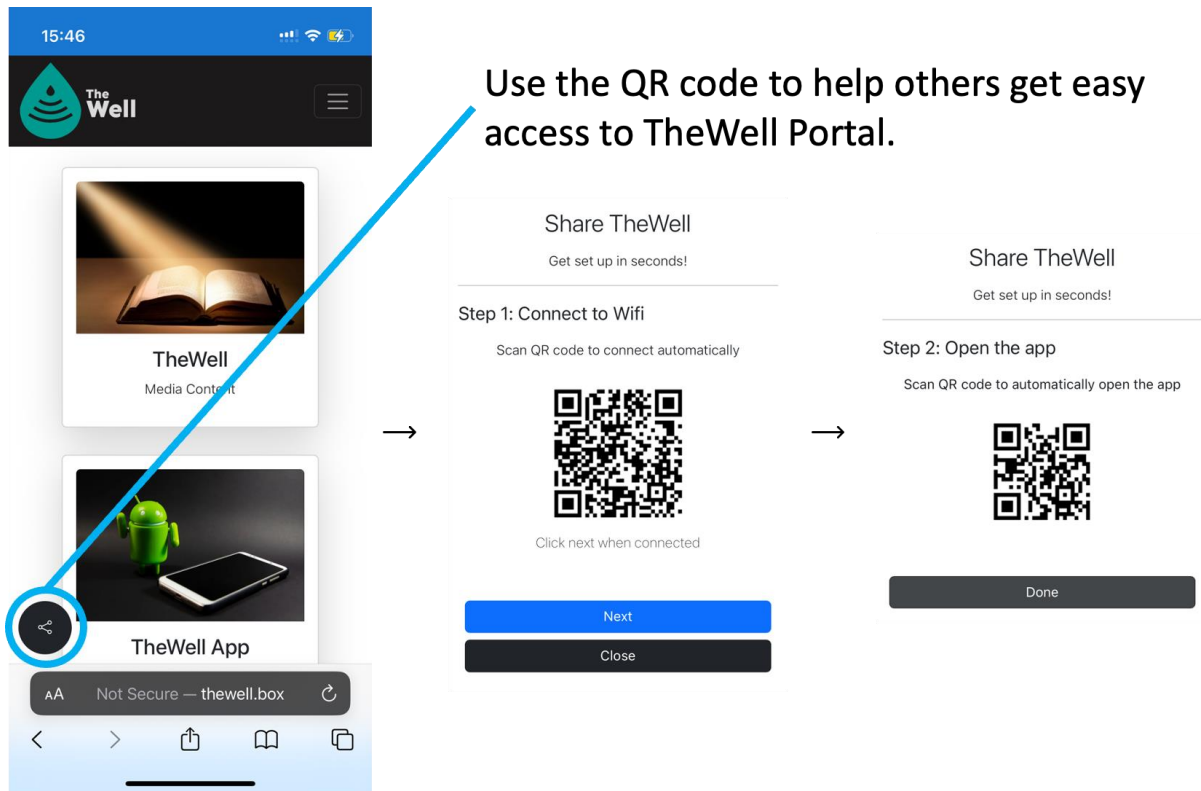 15:46
The
Well
TheWell
Media Content
TheWell App
AA Not Secure — thewell.box
Use the QR code to help others get easy
access to TheWell Portal.
Share TheWell
Get set up in seconds!
Step 1: Connect to Wifi
Scan QR code to connect automatically
Click next when connected
Next
Close
Share TheWell
Get set up in seconds!
Step 2: Open the app
Scan QR code to automatically open the app
Done